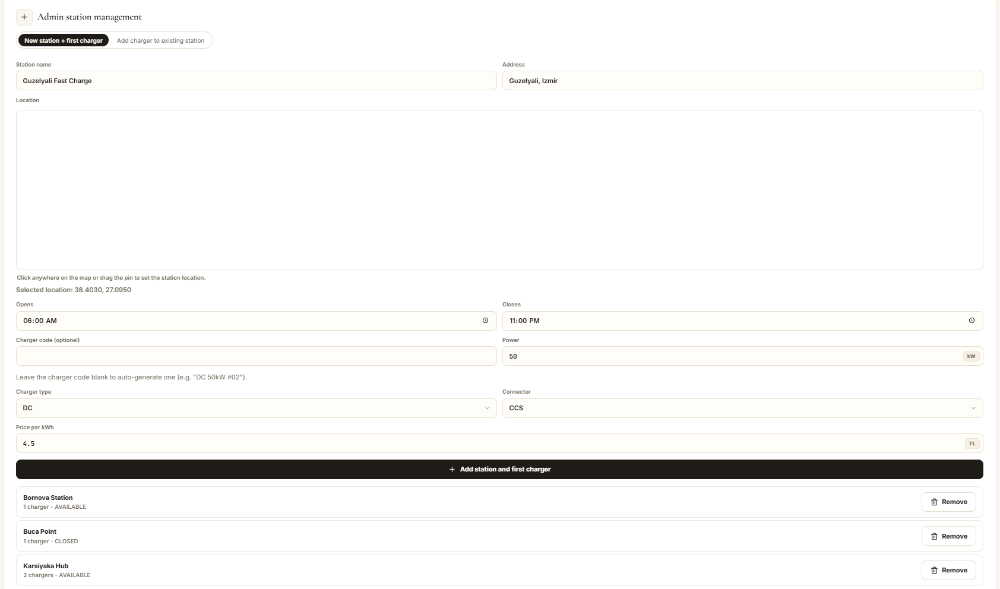 Admin station management
New station + first charger
Add charger to existing station
Station name
Address
Guzelyali Fast Charge
Guzelyali, Izmir
Location
Click anywhere on the map or drag the pin to set the station location.
Selected location: 38.4030, 27.0950
Opens
Closes
06:00 AM
11:00 PM
Charger code (optional)
Power
50
kW
Leave the charger code blank to auto-generate one (e.g. "DC 50kW #02").
Charger type
Connector
DC
CCS
Price per kWh
4.5
TL
+ Add station and first charger
Bornova Station
1 charger - AVAILABLE
Remove
Buca Point
1 charger - CLOSED
Remove
Karsiyaka Hub
2 chargers - AVAILABLE
Remove